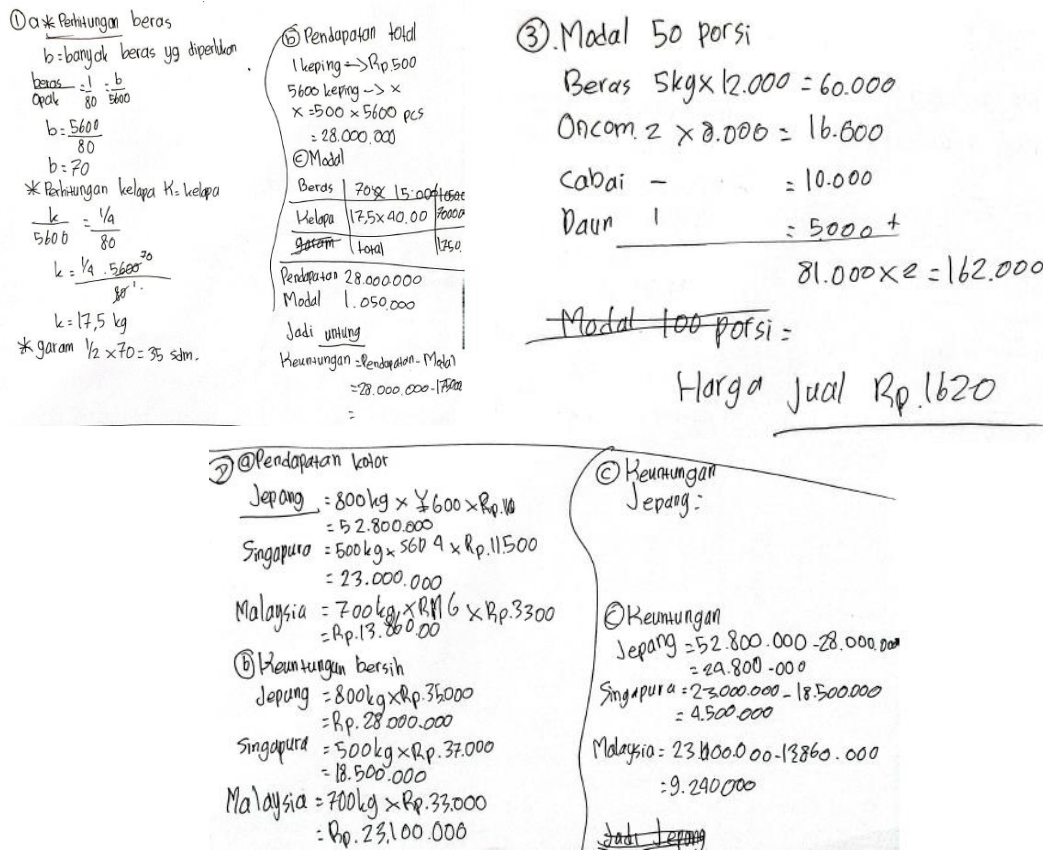 ① a * Perhitungan beras
b = banyak beras yg diperlukan
beras/opak = 1/80 = b/5600
b = 5600/80
b = 70
* Perhitungan kelapa K = kelapa
k/5600 = 1/4/80
k = 1/4 . 5600 70 / 80 1
k = 17,5 kg
* garam 1/2 x 70 = 35 sdm.
ⓑ Pendapatan total
1 keping → Rp.500
5600 keping → x
x = 500 x 5600 pcs
= 28.000.000
ⓒ Modal
Beras | 70 x 15.000
Kelapa | 17,5 x 40.00 | 70000
garam | total | 1750
Pendapatan 28.000.000
Modal 1.050.000
Jadi untung
Keuntungan = Pendapatan - Modal
= 28.000.000 -
=
③. Modal 50 porsi
Beras 5kg x 12.000 = 60.000
Oncom. 2 x 8.000 = 16.000
Cabai - = 10.000
Daun 1 = 5000 +
81.000 x 2 = 162.000
Modal 100 porsi =
Harga jual Rp.1620
ⓐ Pendapatan kotor
Jepang = 800kg x ¥600 x Rp.110
= 52.800.000
Singapura = 500kg x SGD 4 x Rp.11500
= 23.000.000
Malaysia = 700kg x RM6 x Rp.3300
= Rp.13.860.00
ⓑ Keuntungan bersih
Jepang = 800kg x Rp.35.000
= Rp.28.000.000
Singapura = 500kg x Rp.37.000
= 18.500.000
Malaysia = 700kg x Rp.33.000
= Rp.23,100.000
ⓒ Keuntungan
Jepang =
ⓒ Keuntungan
Jepang = 52.800.000 - 28.000.000
= 24.800.000
Singapura = 23.000.000 - 18.500.000
= 4.500.000
Malaysia = 23.100.000 - 13860.000
= 9.240000
Jadi Jepang